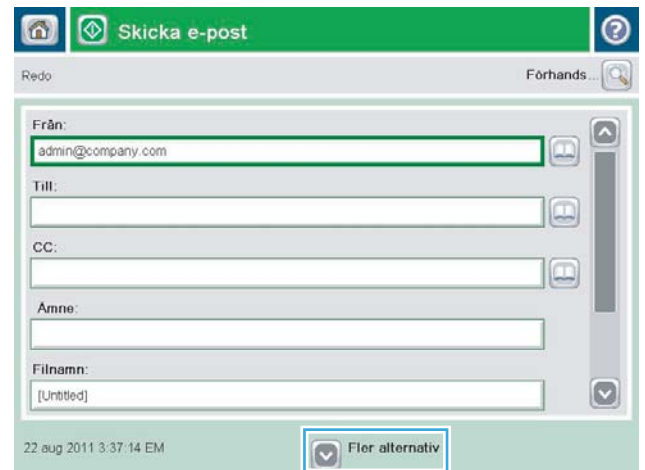 Skicka e-post
Redo
Förhands...
Från:
admin@company.com
Till:
CC:
Ämne:
Filnamn:
[Untitled]
22 aug 2011 3:37:14 EM
Fler alternativ